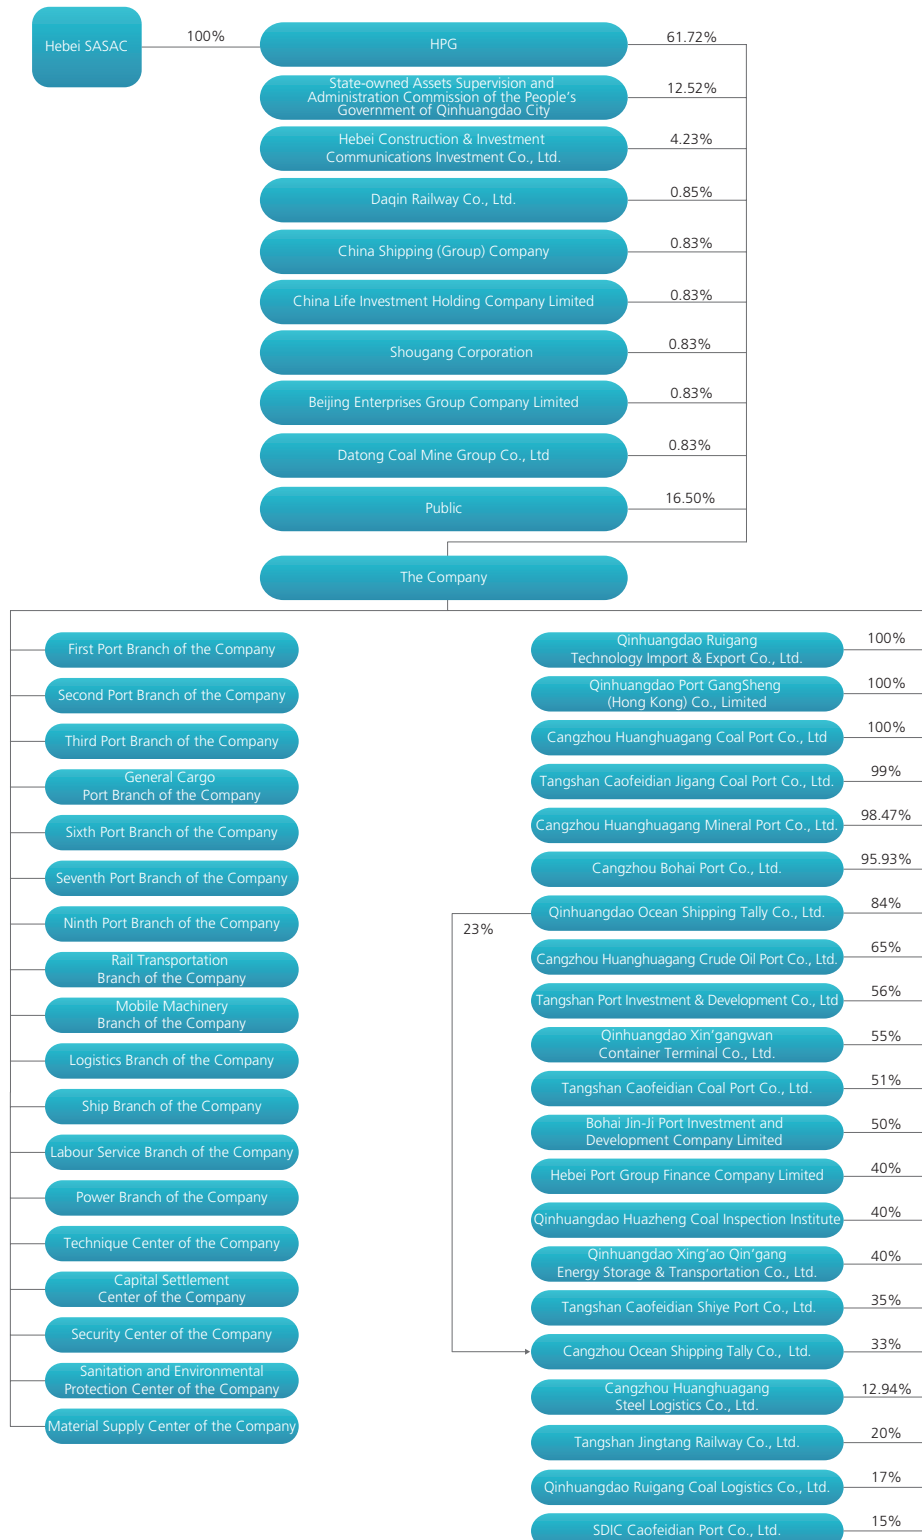 Hebei SASAC
100%
HPG
61.72%
State-owned Assets Supervision and
Administration Commission of the People's
Government of Qinhuangdao City
12.52%
Hebei Construction & Investment
Communications Investment Co., Ltd.
4.23%
Daqin Railway Co., Ltd.
0.85%
China Shipping (Group) Company
0.83%
China Life Investment Holding Company Limited
0.83%
Shougang Corporation
0.83%
Beijing Enterprises Group Company Limited
0.83%
Datong Coal Mine Group Co., Ltd
0.83%
Public
16.50%
The Company
First Port Branch of the Company
Second Port Branch of the Company
Third Port Branch of the Company
General Cargo
Port Branch of the Company
Sixth Port Branch of the Company
Seventh Port Branch of the Company
Ninth Port Branch of the Company
Rail Transportation
Branch of the Company
Mobile Machinery
Branch of the Company
Logistics Branch of the Company
Ship Branch of the Company
Labour Service Branch of the Company
Power Branch of the Company
Technique Center of the Company
Capital Settlement
Center of the Company
Security Center of the Company
Sanitation and Environmental
Protection Center of the Company
Material Supply Center of the Company
Qinhuangdao Ruigang
Technology Import & Export Co., Ltd.
100%
Qinhuangdao Port GangSheng
(Hong Kong) Co., Limited
100%
Cangzhou Huanghuagang Coal Port Co., Ltd
100%
Tangshan Caofeidian Jigang Coal Port Co., Ltd.
99%
Cangzhou Huanghuagang Mineral Port Co., Ltd.
98.47%
Cangzhou Bohai Port Co., Ltd.
95.93%
Qinhuangdao Ocean Shipping Tally Co., Ltd.
84%
23%
Cangzhou Huanghuagang Crude Oil Port Co., Ltd.
65%
Tangshan Port Investment & Development Co., Ltd
56%
Qinhuangdao Xin'gangwan
Container Terminal Co., Ltd.
55%
Tangshan Caofeidian Coal Port Co., Ltd.
51%
Bohai Jin-Ji Port Investment and
Development Company Limited
50%
Hebei Port Group Finance Company Limited
40%
Qinhuangdao Huazheng Coal Inspection Institute
40%
Qinhuangdao Xing'ao Qin'gang
Energy Storage & Transportation Co., Ltd.
40%
Tangshan Caofeidian Shiye Port Co., Ltd.
35%
Cangzhou Ocean Shipping Tally Co., Ltd.
33%
Cangzhou Huanghuagang
Steel Logistics Co., Ltd.
12.94%
Tangshan Jingtang Railway Co., Ltd.
20%
Qinhuangdao Ruigang Coal Logistics Co., Ltd.
17%
SDIC Caofeidian Port Co., Ltd.
15%